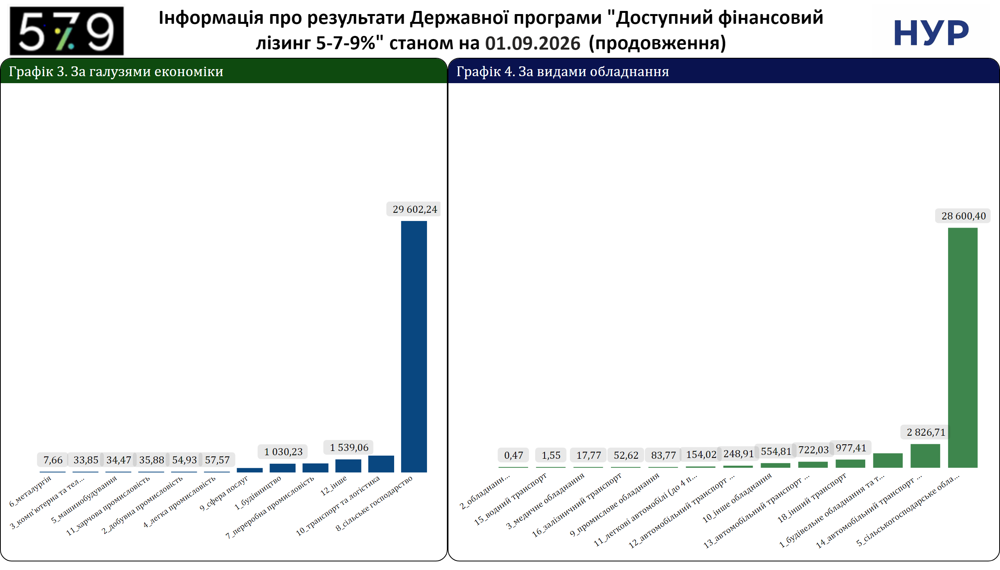 579
Інформація про результати Державної програми "Доступний фінансовий
лізинг 5-7-9%" станом на 01.09.2026 (продовження)
НУР
Графік 3. За галузями економіки
29 602,24
1 539,06
1 030,23
7,66
33,85
34,47
35,88
54,93
57,57
6_металургія
3_комп'ютерна та тел...
5_машинобудування
11_харчова промисловість
2_добувна промисловість
4_легка промисловість
9_сфера послуг
1_будівництво
7_переробна промисловість
12_інше
10_транспорт та логістика
8_сільське господарство
Графік 4. За видами обладнання
28 600,40
2 826,71
0,47
1,55
17,77
52,62
83,77
154,02
248,91
554,81
722,03
977,41
2_обладнанн...
15_водний транспорт
3_медичне обладнання
16_залізничний транспорт
9_промислове обладнання
11_легкові автомобілі (до 4 п...
12_автомобільний транспорт ...
10_інше обладнання
13_автомобільний транспорт ...
18_інший транспорт
1_будівельне обладнання та т...
14_автомобільний транспорт ...
5_сільськогосподарське обла...